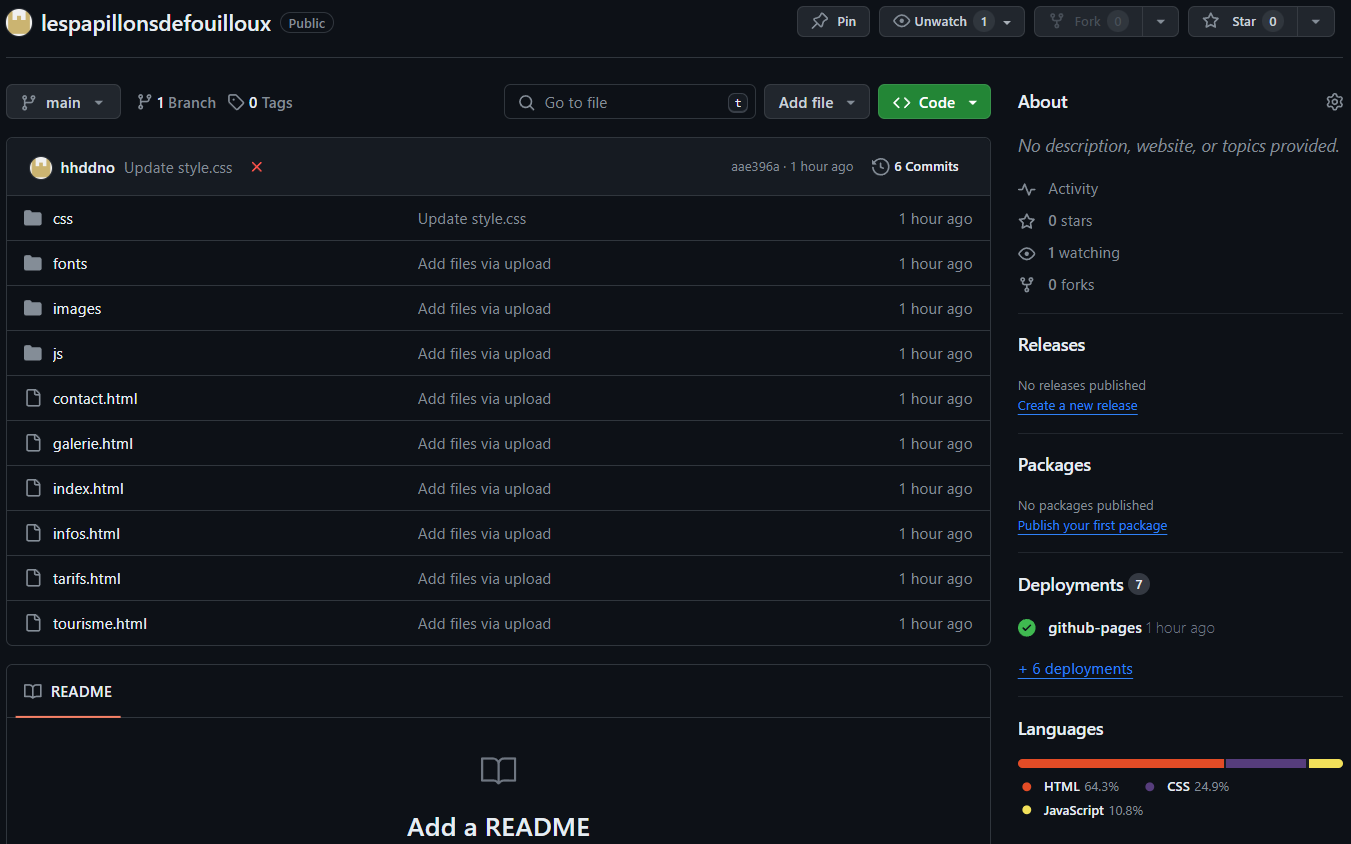 lespapillonsdefouilloux Public
Pin
Unwatch 1
Fork 0
Star 0
main
1 Branch
0 Tags
Go to file
t
Add file
Code
hhddno Update style.css
aae396a · 1 hour ago
6 Commits
css Update style.css 1 hour ago
fonts Add files via upload 1 hour ago
images Add files via upload 1 hour ago
js Add files via upload 1 hour ago
contact.html Add files via upload 1 hour ago
galerie.html Add files via upload 1 hour ago
index.html Add files via upload 1 hour ago
infos.html Add files via upload 1 hour ago
tarifs.html Add files via upload 1 hour ago
tourisme.html Add files via upload 1 hour ago
README
Add a README
About
No description, website, or topics provided.
Activity
0 stars
1 watching
0 forks
Releases
No releases published
Create a new release
Packages
No packages published
Publish your first package
Deployments 7
github-pages 1 hour ago
+ 6 deployments
Languages
HTML 64.3%
CSS 24.9%
JavaScript 10.8%